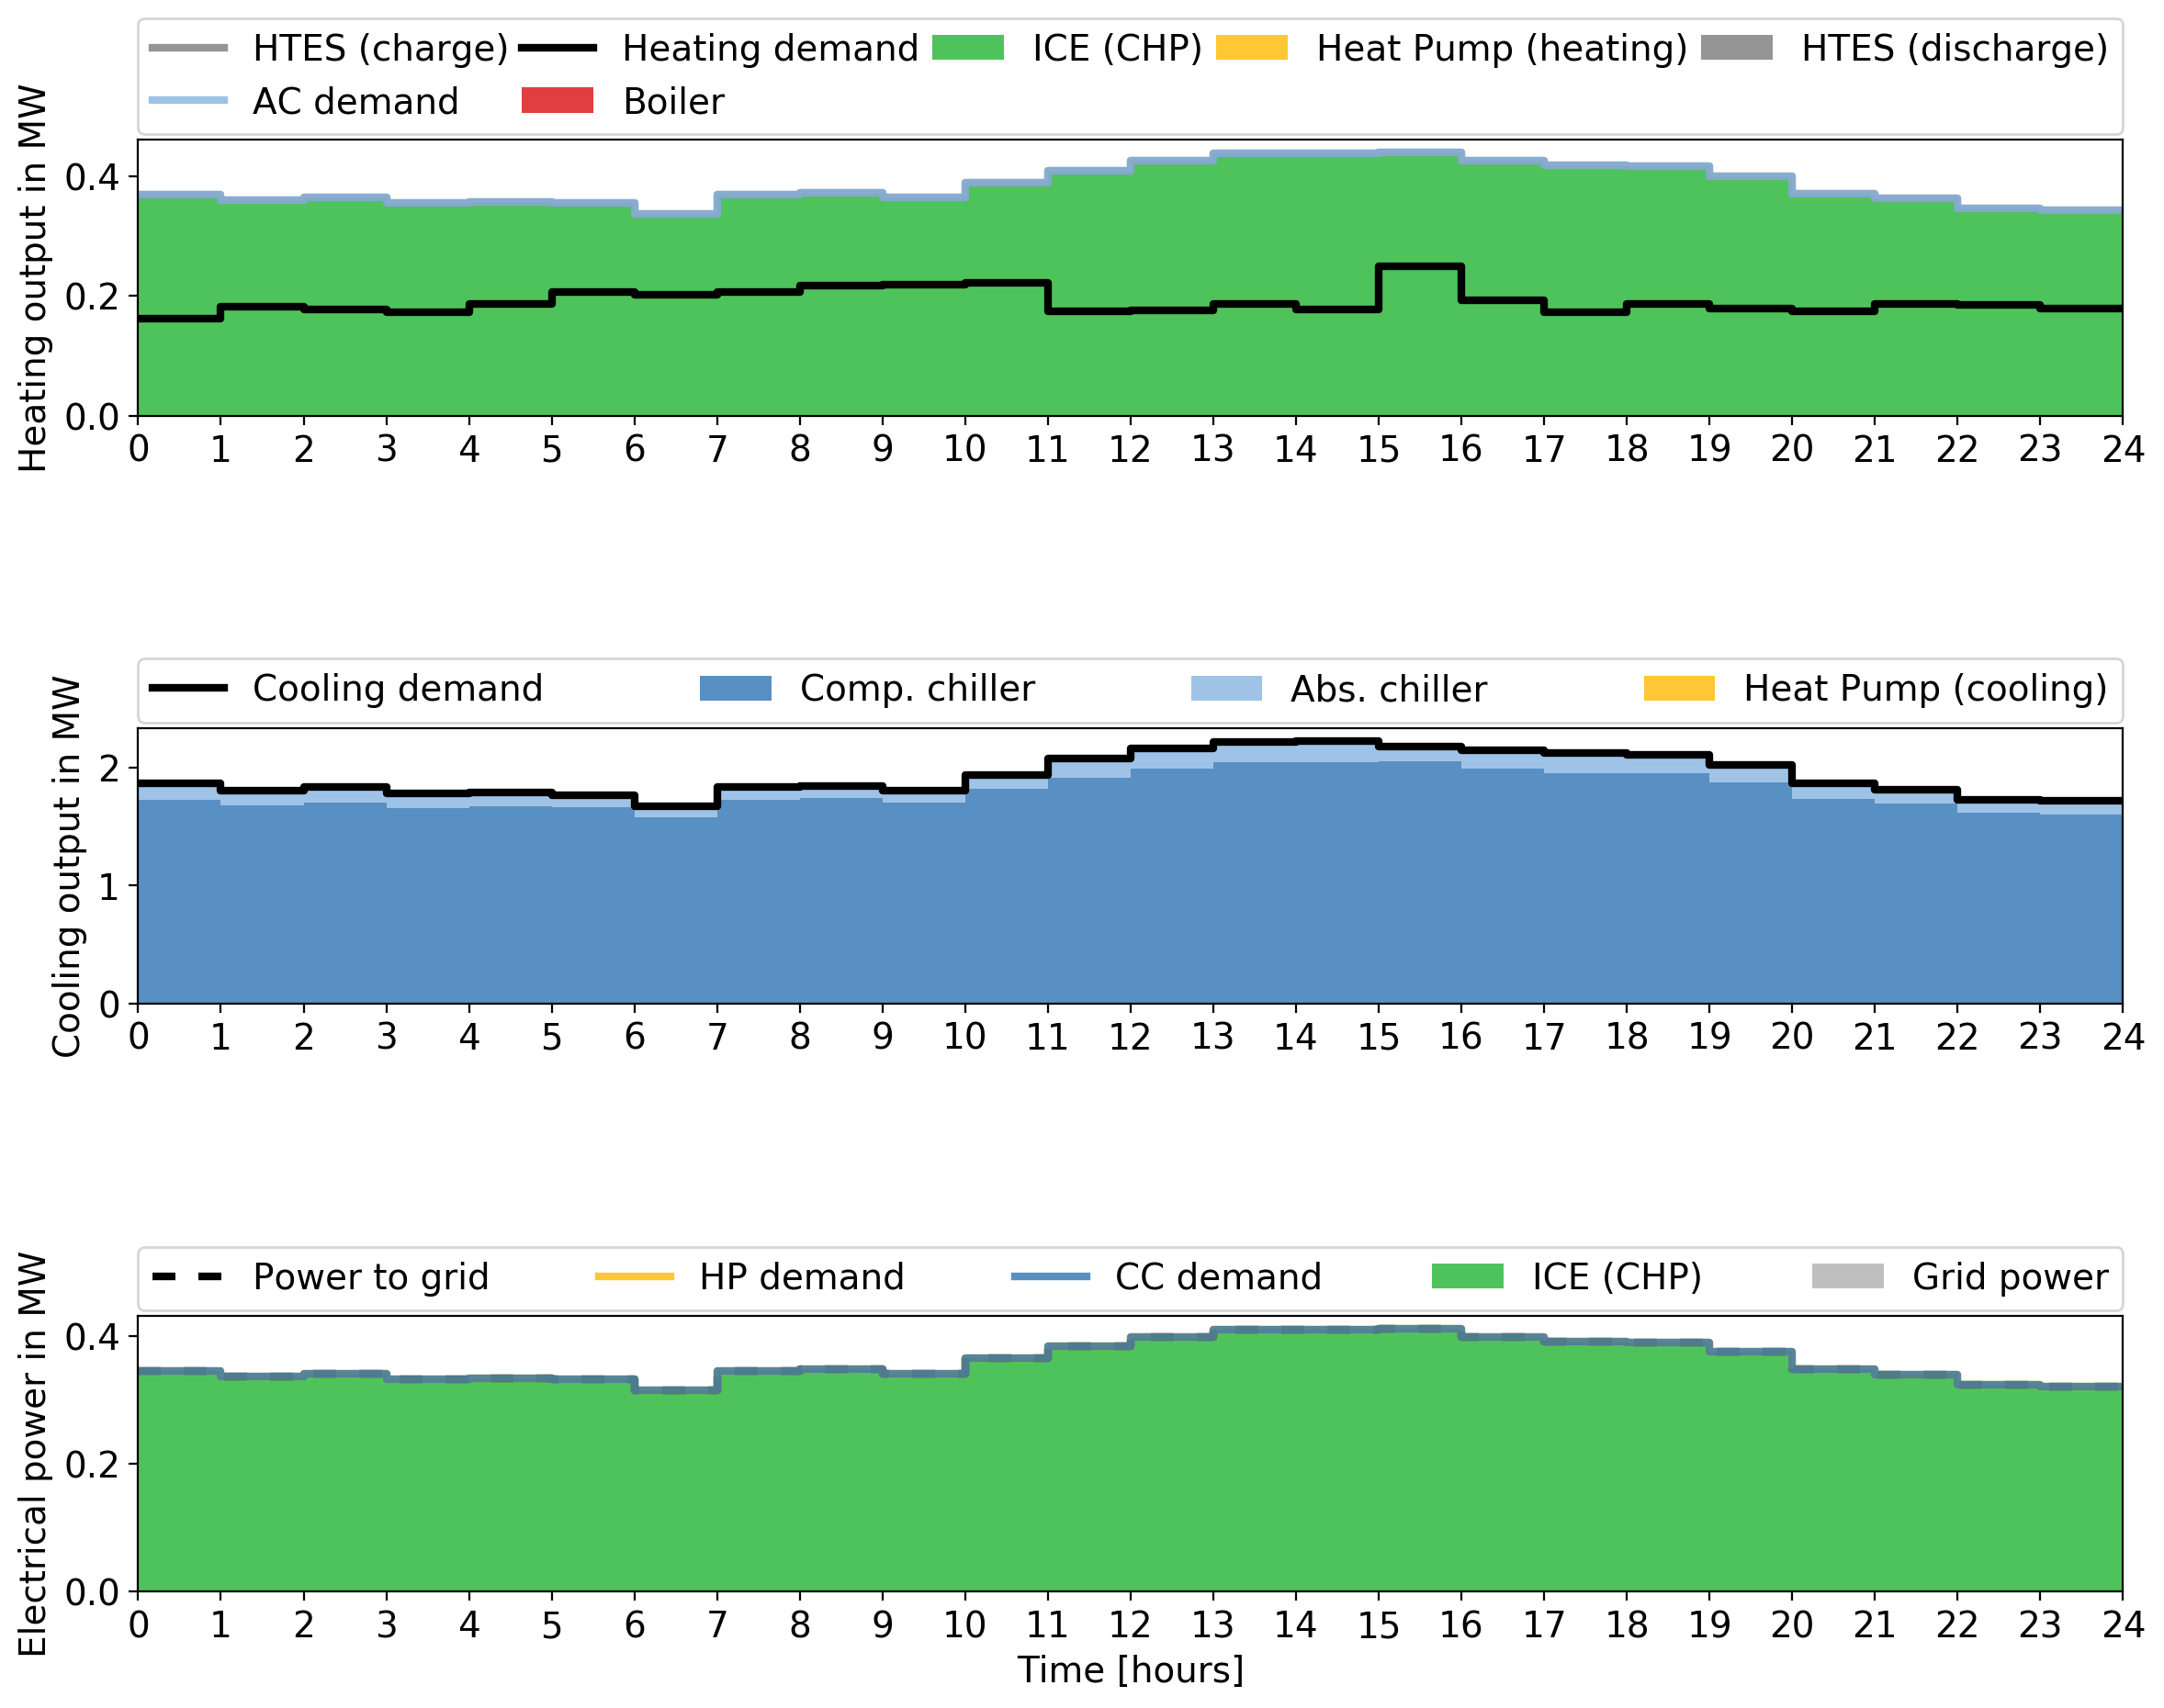 HTES (charge) Heating demand ICE (CHP) Heat Pump (heating) HTES (discharge)
AC demand Boiler
Heating output in MW
0.4
0.2
0.0
0 1 2 3 4 5 6 7 8 9 10 11 12 13 14 15 16 17 18 19 20 21 22 23 24
Cooling demand Comp. chiller Abs. chiller Heat Pump (cooling)
Cooling output in MW
2
1
0
0 1 2 3 4 5 6 7 8 9 10 11 12 13 14 15 16 17 18 19 20 21 22 23 24
Power to grid HP demand CC demand ICE (CHP) Grid power
Electrical power in MW
0.4
0.2
0.0
0 1 2 3 4 5 6 7 8 9 10 11 12 13 14 15 16 17 18 19 20 21 22 23 24
Time [hours]